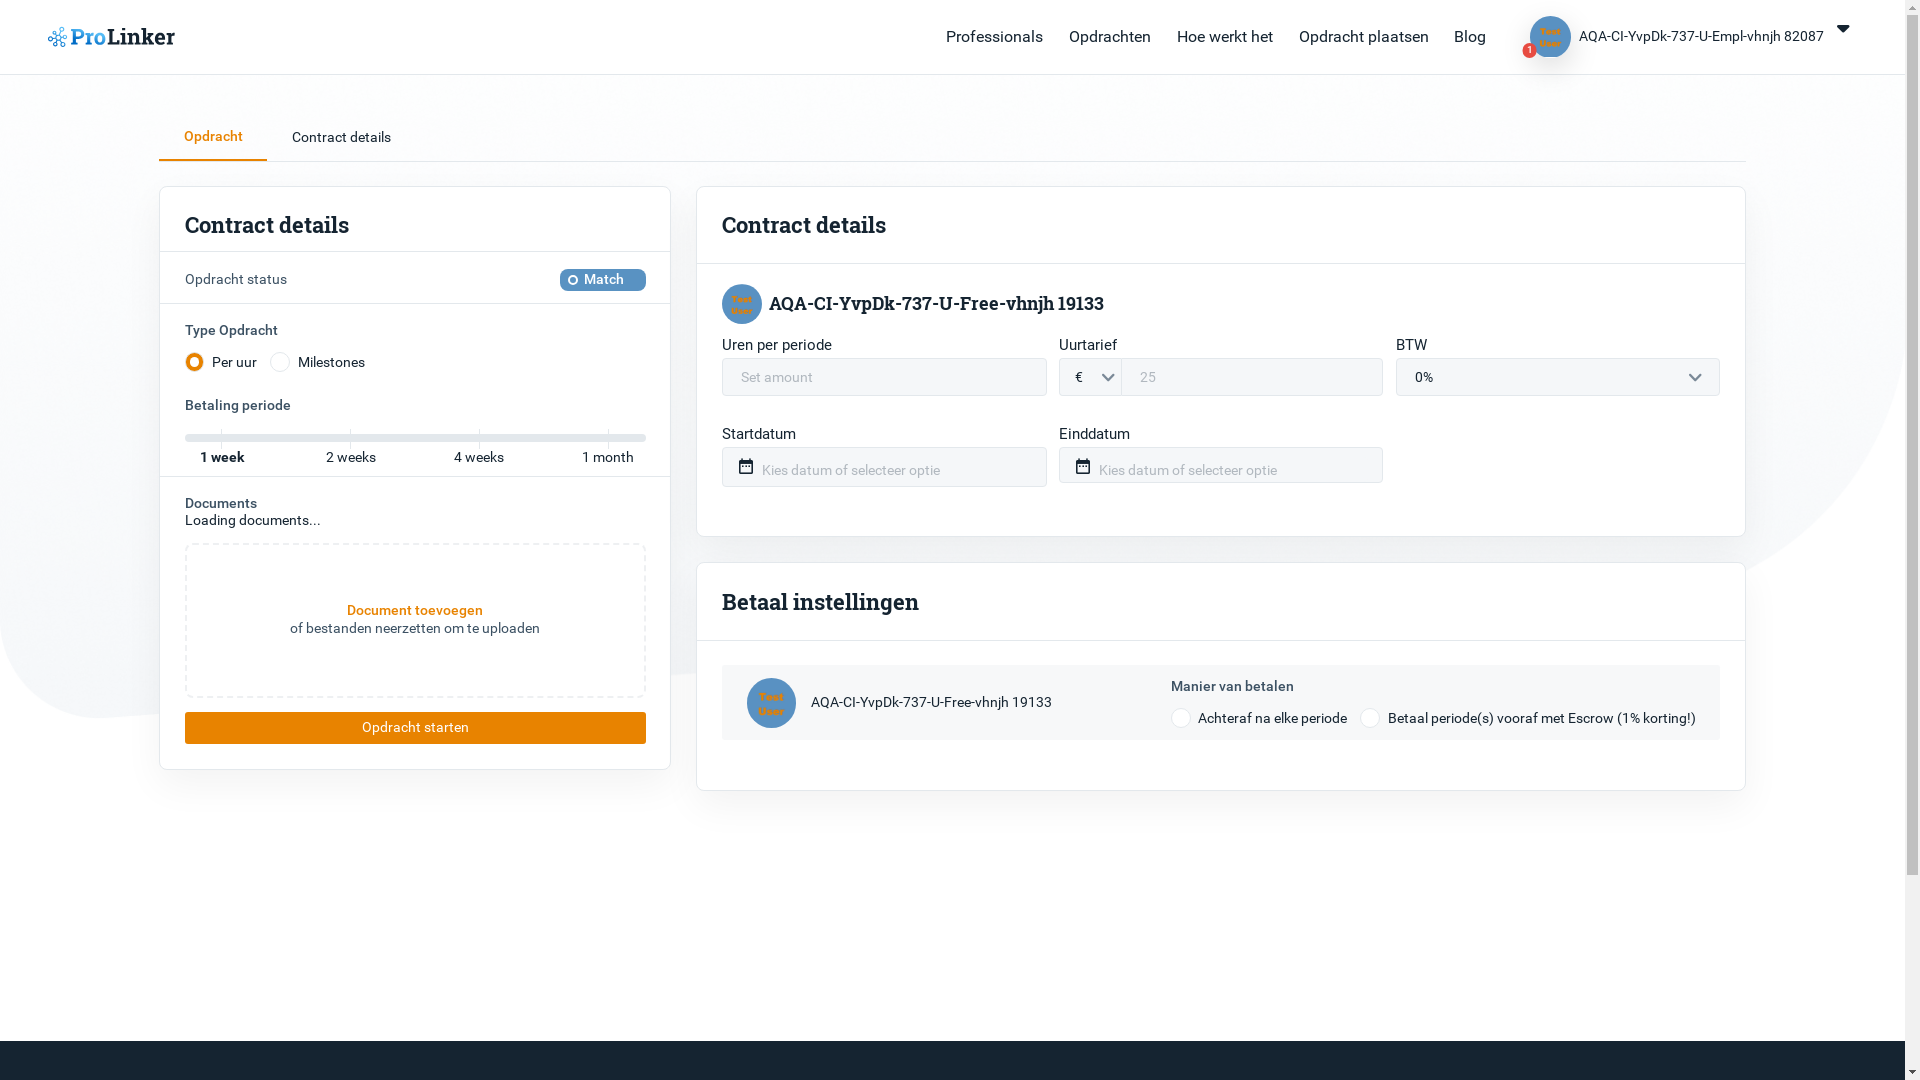 ProLinker
Professionals
Opdrachten
Hoe werkt het
Opdracht plaatsen
Blog
Test
User
1
AQA-CI-YvpDk-737-U-Empl-vhnjh 82087
Opdracht
Contract details
Contract details
Opdracht status
Match
Type Opdracht
Per uur
Milestones
Betaling periode
1 week
2 weeks
4 weeks
1 month
Documents
Loading documents...
Document toevoegen
of bestanden neerzetten om te uploaden
Opdracht starten
Contract details
Test
User
AQA-CI-YvpDk-737-U-Free-vhnjh 19133
Uren per periode
Uurtarief
BTW
Set amount
€
25
0%
Startdatum
Einddatum
Kies datum of selecteer optie
Kies datum of selecteer optie
Betaal instellingen
Test
User
AQA-CI-YvpDk-737-U-Free-vhnjh 19133
Manier van betalen
Achteraf na elke periode
Betaal periode(s) vooraf met Escrow (1% korting!)